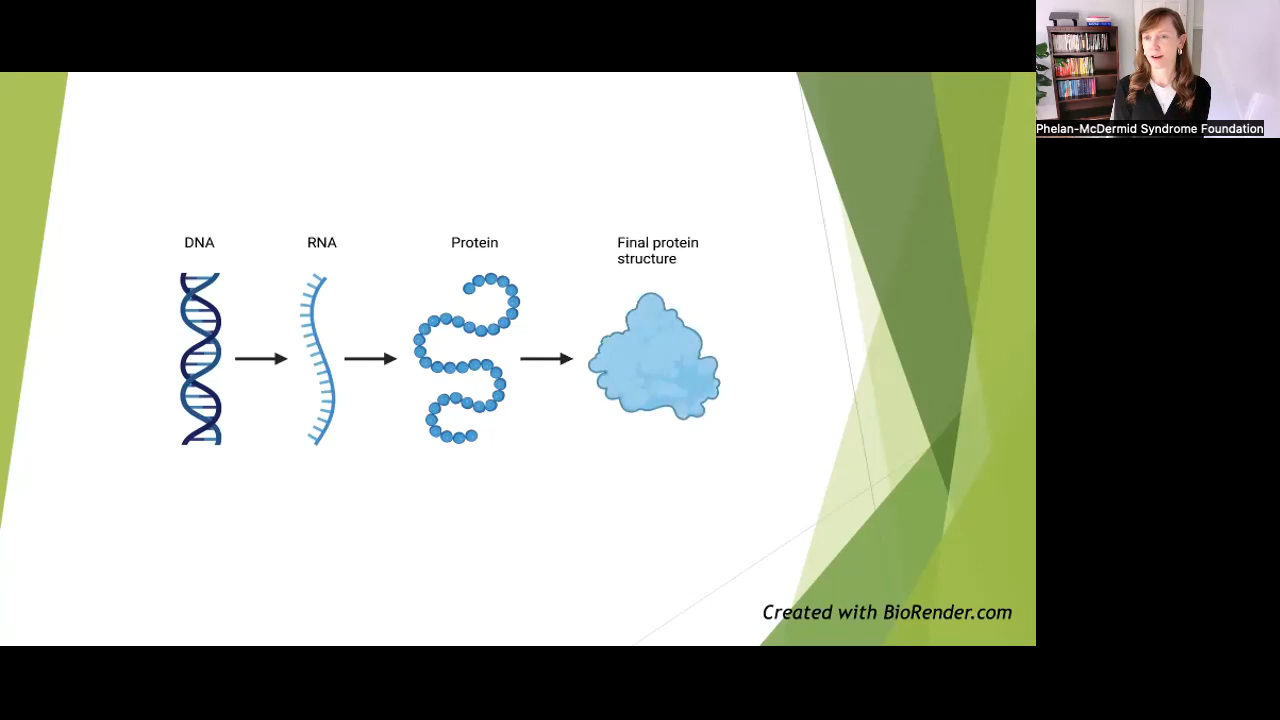 Phelan-McDermid Syndrome Foundation
DNA
RNA
Protein
Final protein
structure
Created with BioRender.com